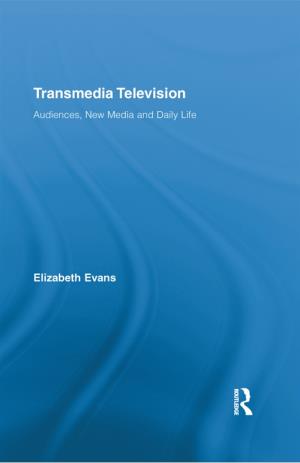 Transmedia Television
Audiences, New Media and Daily Life
Elizabeth Evans
ROUTLEDGE